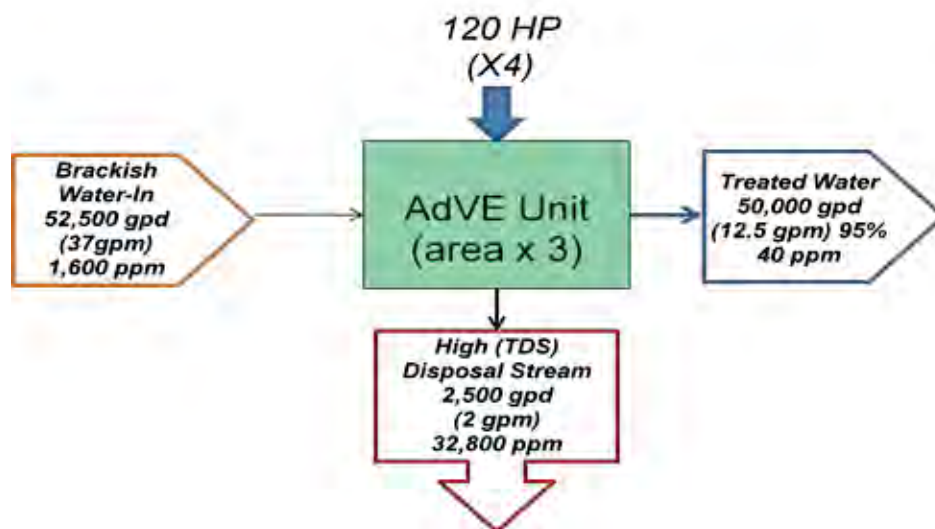 120 HP
(X4)
Brackish
Water-In
52,500 gpd
(37gpm)
1,600 ppm
AdVE Unit
(area x 3)
Treated Water
50,000 gpd
(12.5 gpm) 95%
40 ppm
High (TDS)
Disposal Stream
2,500 gpd
(2 gpm)
32,800 ppm